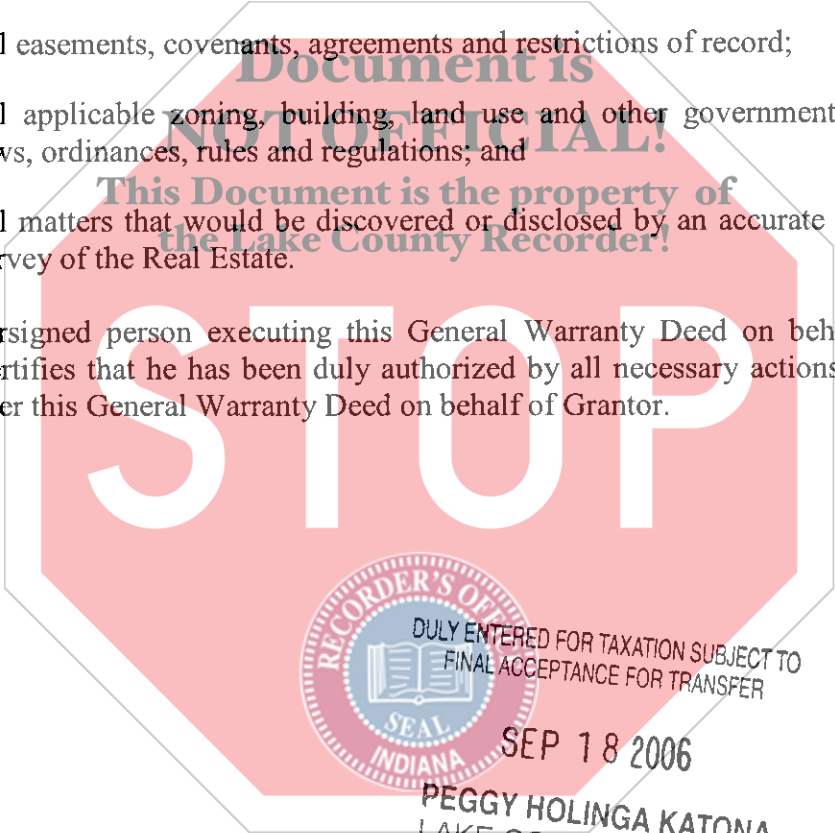 l easements, covenants, agreements and restrictions of record;
Document is
l applicable zoning, building, land use and other government
NOT OFFICIAL!
ws, ordinances, rules and regulations; and
This Document is the property of
l matters that would be discovered or disclosed by an accurate
the Lake County Recorder!
rvey of the Real Estate.
rsigned person executing this General Warranty Deed on beh
rtifies that he has been duly authorized by all necessary actions
er this General Warranty Deed on behalf of Grantor.
STOP
RECORDER'S OFFICE
SEAL
INDIANA
DULY ENTERED FOR TAXATION SUBJECT TO
FINAL ACCEPTANCE FOR TRANSFER
SEP 18 2006
PEGGY HOLINGA KATONA
LAKE CO